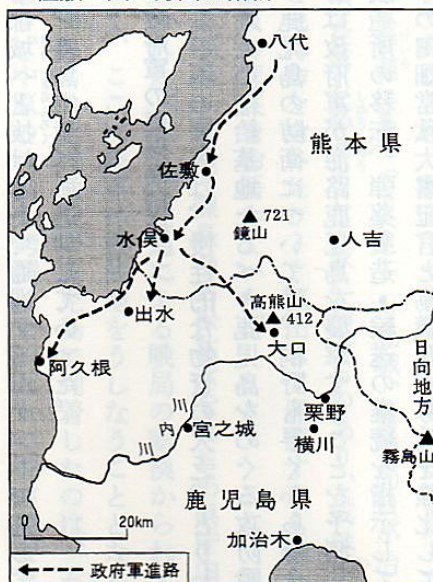 八代
熊本県
佐敷
721
鏡山
水俣
人吉
高熊山
412
出水
大口
阿久根
日向地方
栗野
川内川
宮之城
横川
霧島山
鹿児島県
0 20km
加治木
政府軍進路